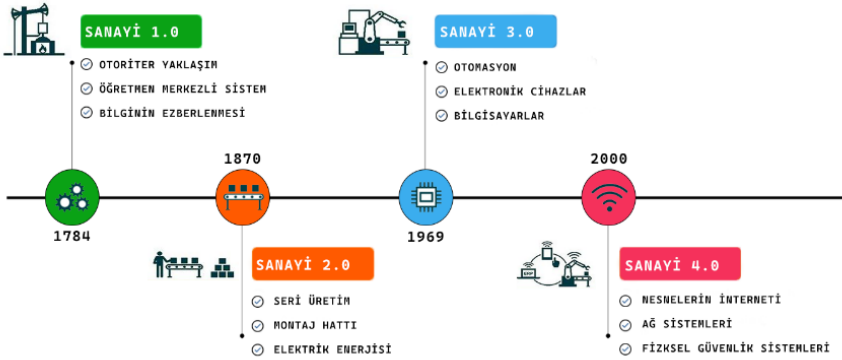 SANAYİ 1.0
OTORİTER YAKLAŞIM
ÖĞRETMEN MERKEZLİ SİSTEM
BİLGİNİN EZBERLENMESİ
1784
1870
SANAYİ 2.0
SERİ ÜRETİM
MONTAJ HATTI
ELEKTRİK ENERJİSİ
SANAYİ 3.0
OTOMASYON
ELEKTRONİK CİHAZLAR
BİLGİSAYARLAR
1969
2000
SANAYİ 4.0
NESNELERİN İNTERNETİ
AĞ SİSTEMLERİ
FİZKSEL GÜVENLİK SİSTEMLERİ